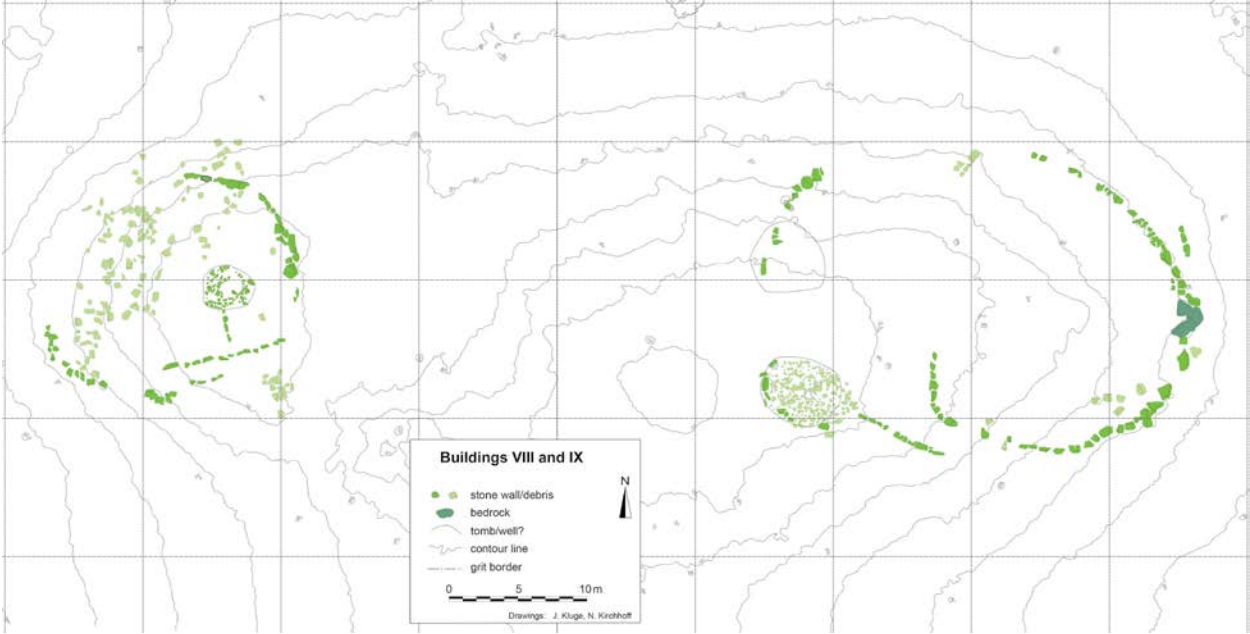 Buildings VIII and IX
N
stone wall/debris
bedrock
tomb/well?
contour line
grit border
0 5 10 m
Drawings: J. Kluge, N. Kirchhoff